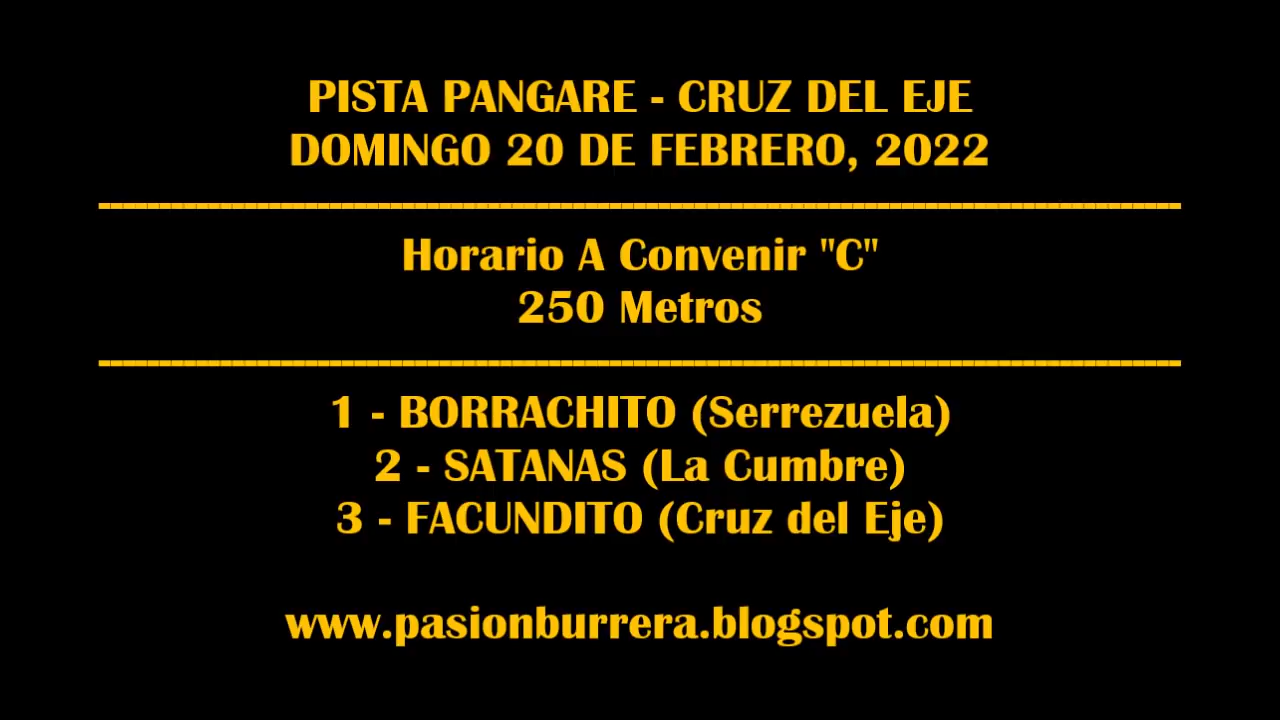 PISTA PANGARE - CRUZ DEL EJE
DOMINGO 20 DE FEBRERO, 2022
Horario A Convenir "C"
250 Metros
1 - BORRACHITO (Serrezuela)
2 - SATANAS (La Cumbre)
3 - FACUNDITO (Cruz del Eje)
www.pasionburrera.blogspot.com